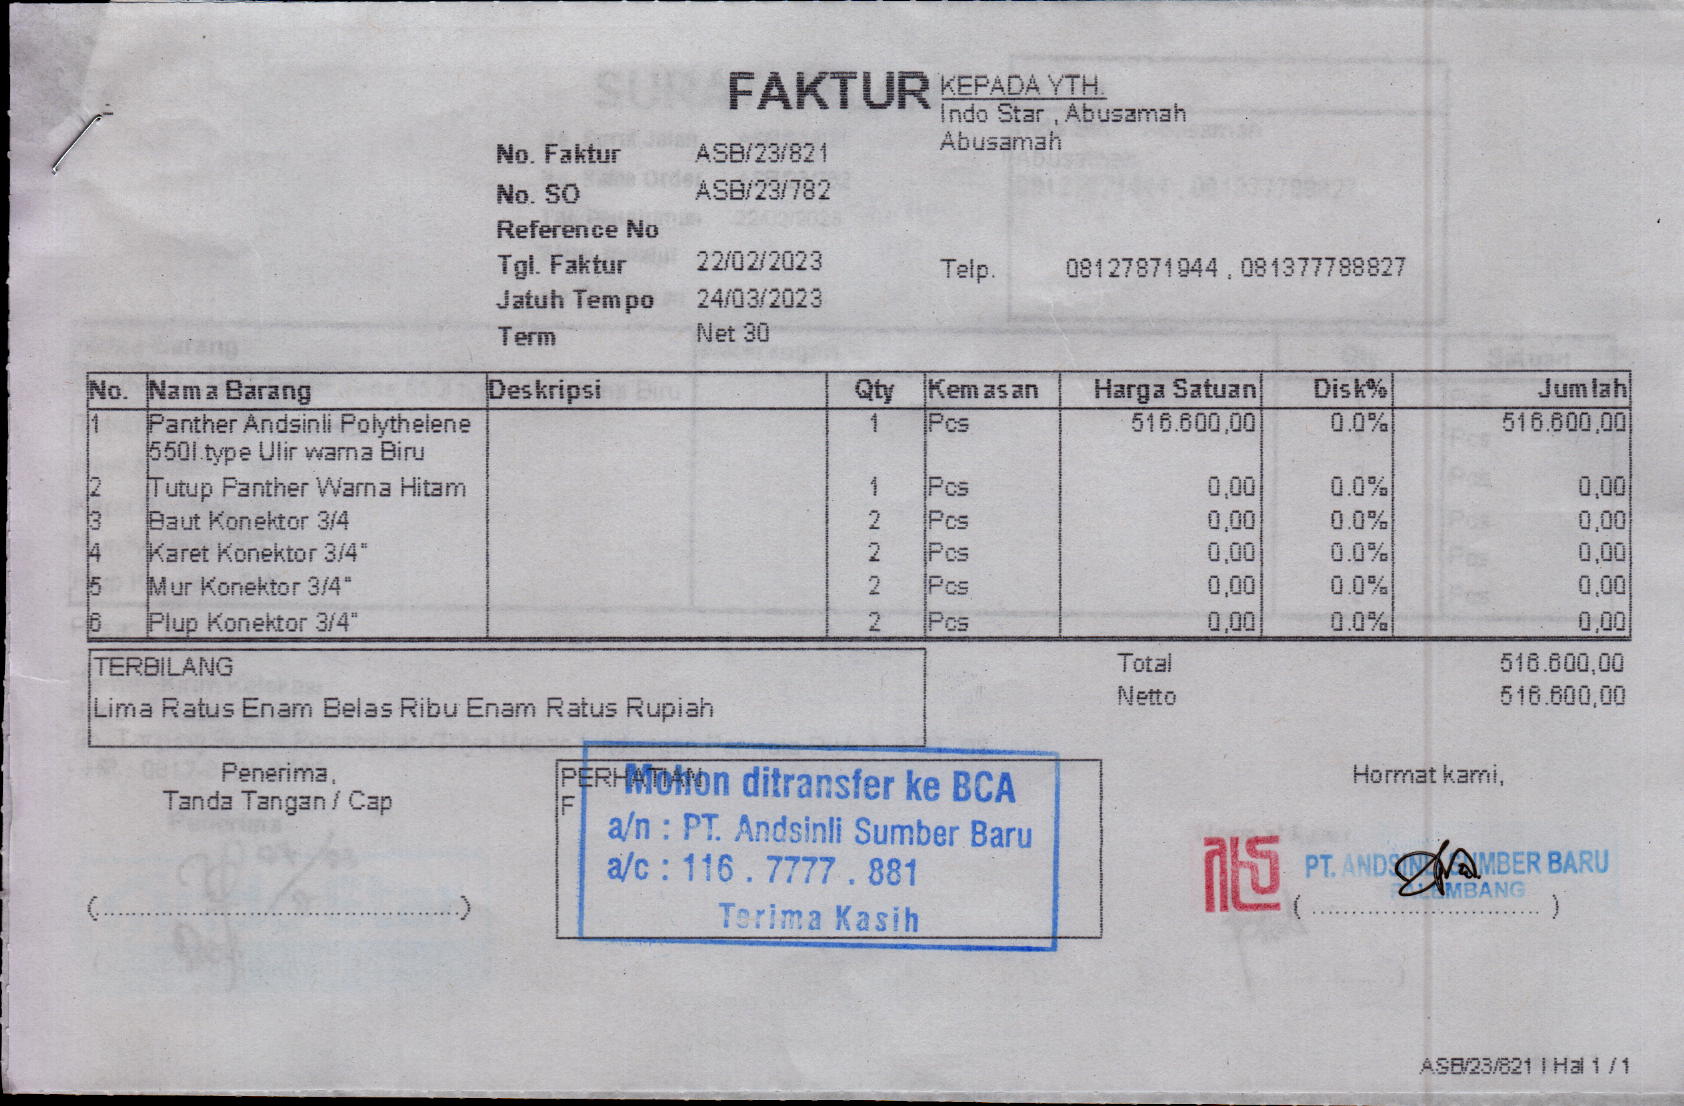 FAKTUR
KEPADA YTH.
Indo Star , Abusamah
Abusamah
No. Faktur ASB/23/821
No. SO ASB/23/782
Reference No
Tgl. Faktur 22/02/2023
Telp. 08127871944 , 081377788827
Jatuh Tempo 24/03/2023
Term Net 30
No. Nama Barang Deskripsi Qty Kemasan Harga Satuan Disk% Jumlah
1 Panther Andsinli Polythelene 1 Pcs 516.600,00 0.0% 516.600,00
550l.type Ulir warna Biru
2 Tutup Panther Warna Hitam 1 Pcs 0,00 0.0% 0,00
3 Baut Konektor 3/4 2 Pcs 0,00 0.0% 0,00
4 Karet Konektor 3/4" 2 Pcs 0,00 0.0% 0,00
5 Mur Konektor 3/4" 2 Pcs 0,00 0.0% 0,00
6 Plup Konektor 3/4" 2 Pcs 0,00 0.0% 0,00
TERBILANG
Lima Ratus Enam Belas Ribu Enam Ratus Rupiah
Total 516.600,00
Netto 516.600,00
Penerima,
Tanda Tangan / Cap
(..........................................)
PERHATIAN
F
Mohon ditransfer ke BCA
a/n : PT. Andsinli Sumber Baru
a/c : 116 . 7777 . 881
Terima Kasih
Hormat kami,
PT. ANDSINLI SUMBER BARU
PALEMBANG
( .............................. )
ASB/23/821 | Hal 1 / 1